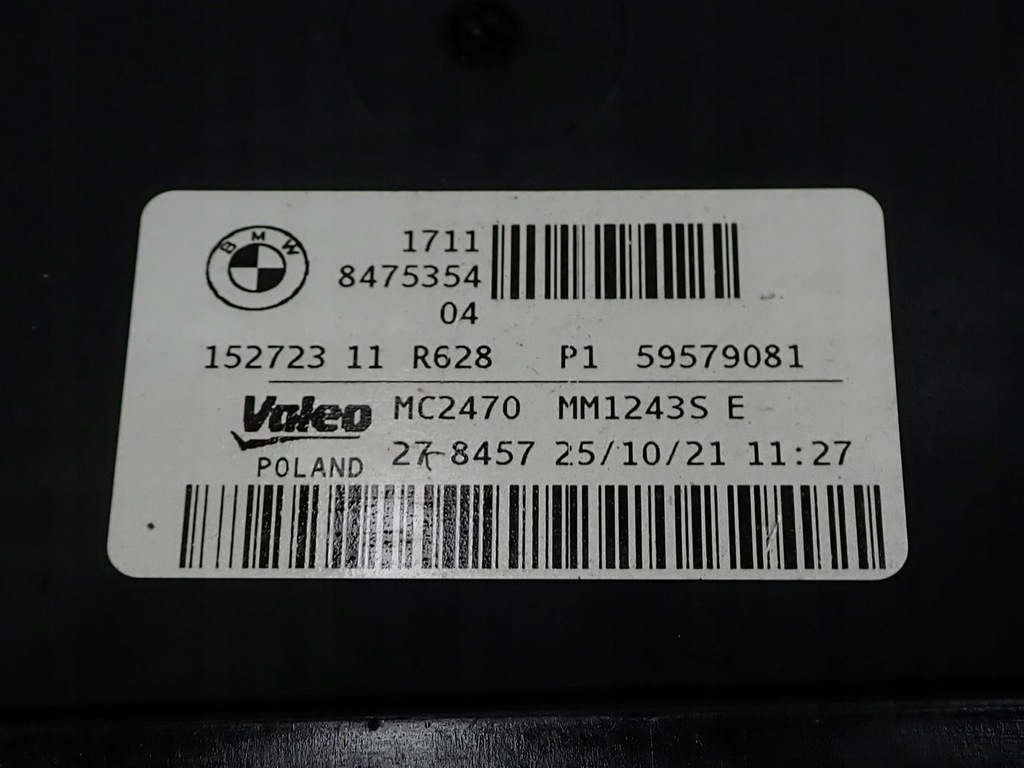 BMW
1711
8475354
04
152723 11 R628 P1 59579081
Valeo MC2470 MM1243S E
POLAND 27 8457 25/10/21 11:27